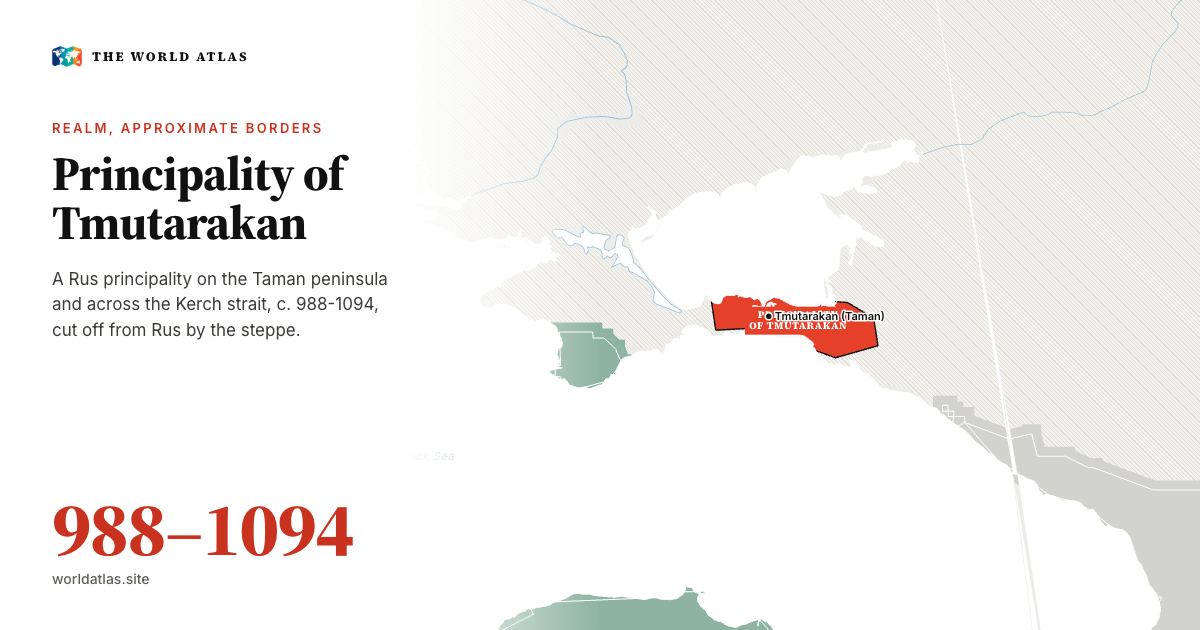 THE WORLD ATLAS
REALM, APPROXIMATE BORDERS
Principality of
Tmutarakan
A Rus principality on the Taman peninsula
and across the Kerch strait, c. 988-1094,
cut off from Rus by the steppe.
988–1094
worldatlas.site
Tmutarakan (Taman)
OF TMUTARAKAN
Sea